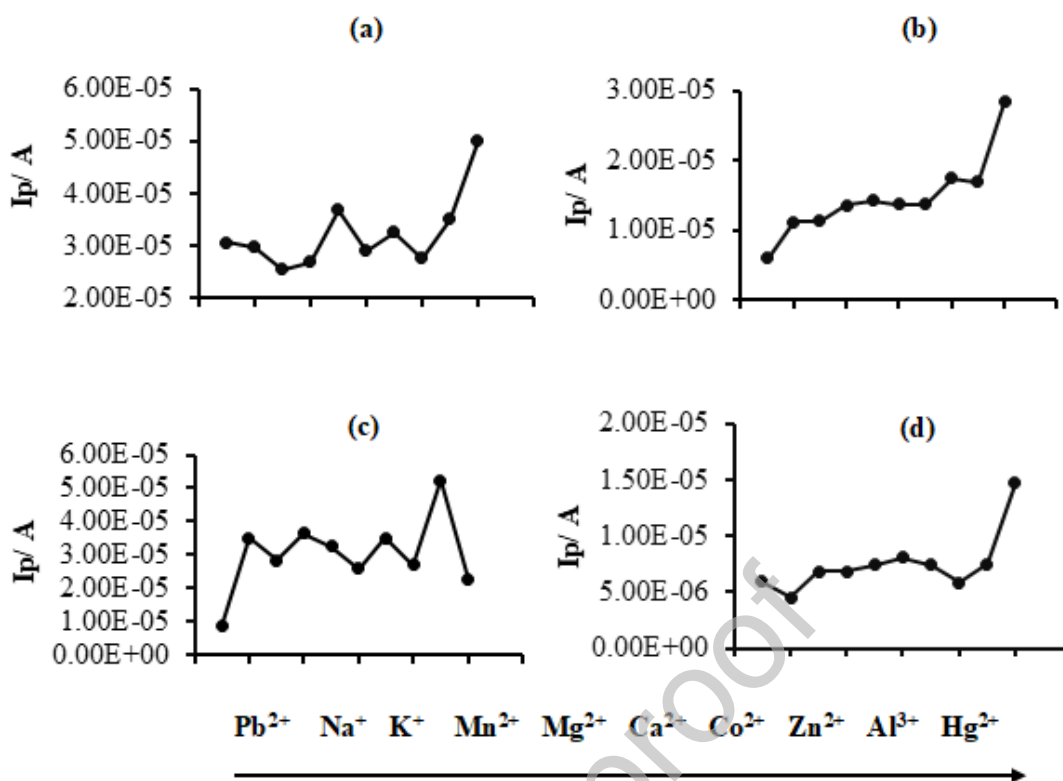 (a)
6.00E-05
5.00E-05
4.00E-05
3.00E-05
2.00E-05
Ip/ A
(b)
3.00E-05
2.00E-05
1.00E-05
0.00E+00
Ip/ A
(c)
6.00E-05
5.00E-05
4.00E-05
3.00E-05
2.00E-05
1.00E-05
0.00E+00
Ip/ A
(d)
2.00E-05
1.50E-05
1.00E-05
5.00E-06
0.00E+00
Ip/ A
Pb²⁺ Na⁺ K⁺ Mn²⁺ Mg²⁺ Ca²⁺ Co²⁺ Zn²⁺ Al³⁺ Hg²⁺
proof